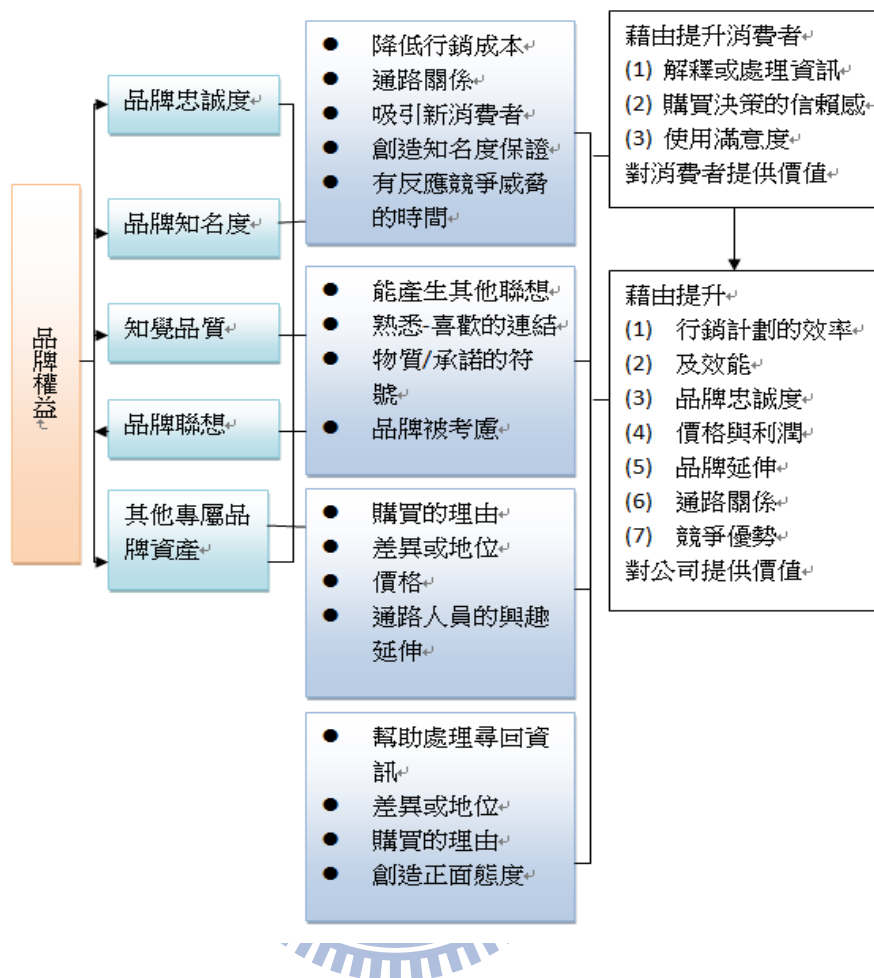 品牌權益
品牌忠誠度
品牌知名度
知覺品質
品牌聯想
其他專屬品
牌資產
● 降低行銷成本
● 通路關係
● 吸引新消費者
● 創造知名度保證
● 有反應競爭威脅
的時間
● 能產生其他聯想
● 熟悉-喜歡的連結
● 物質/承諾的符
號
● 品牌被考慮
● 購買的理由
● 差異或地位
● 價格
● 通路人員的興趣
延伸
● 幫助處理尋回資
訊
● 差異或地位
● 購買的理由
● 創造正面態度
藉由提升消費者
(1) 解釋或處理資訊
(2) 購買決策的信賴感
(3) 使用滿意度
對消費者提供價值
藉由提升
(1) 行銷計劃的效率
(2) 及效能
(3) 品牌忠誠度
(4) 價格與利潤
(5) 品牌延伸
(6) 通路關係
(7) 競爭優勢
對公司提供價值